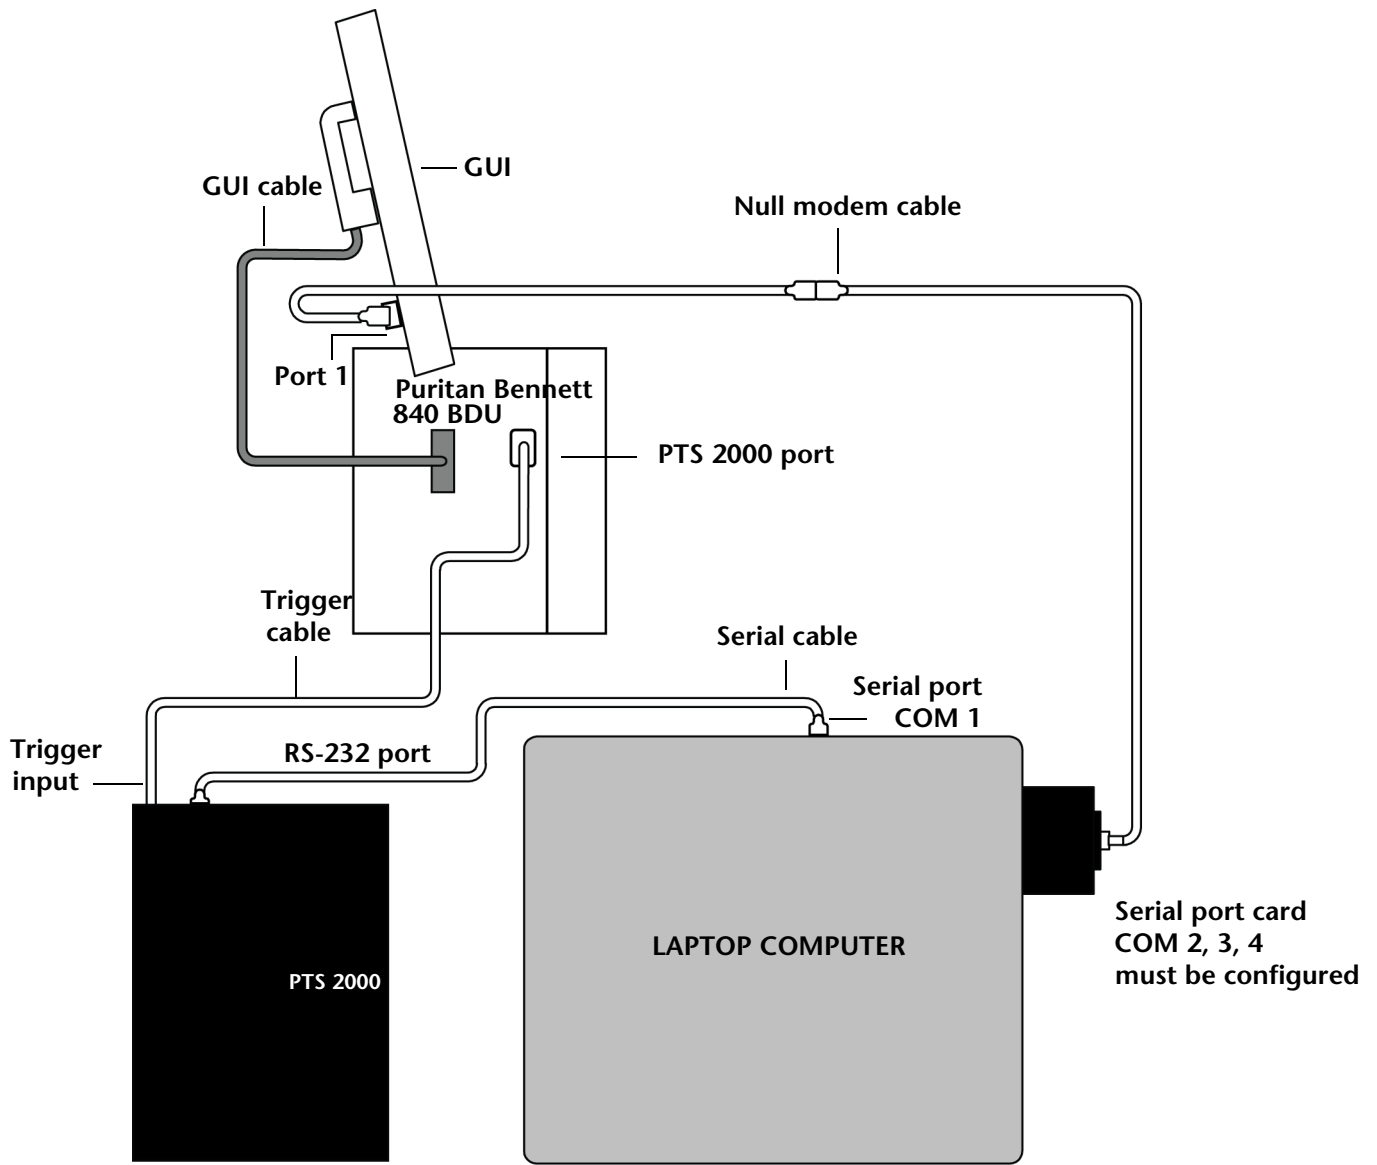 GUI
GUI cable
Null modem cable
Port 1
Puritan Bennett
840 BDU
PTS 2000 port
Trigger
cable
Serial cable
Serial port
COM 1
Trigger
input
RS-232 port
LAPTOP COMPUTER
PTS 2000
Serial port card
COM 2, 3, 4
must be configured